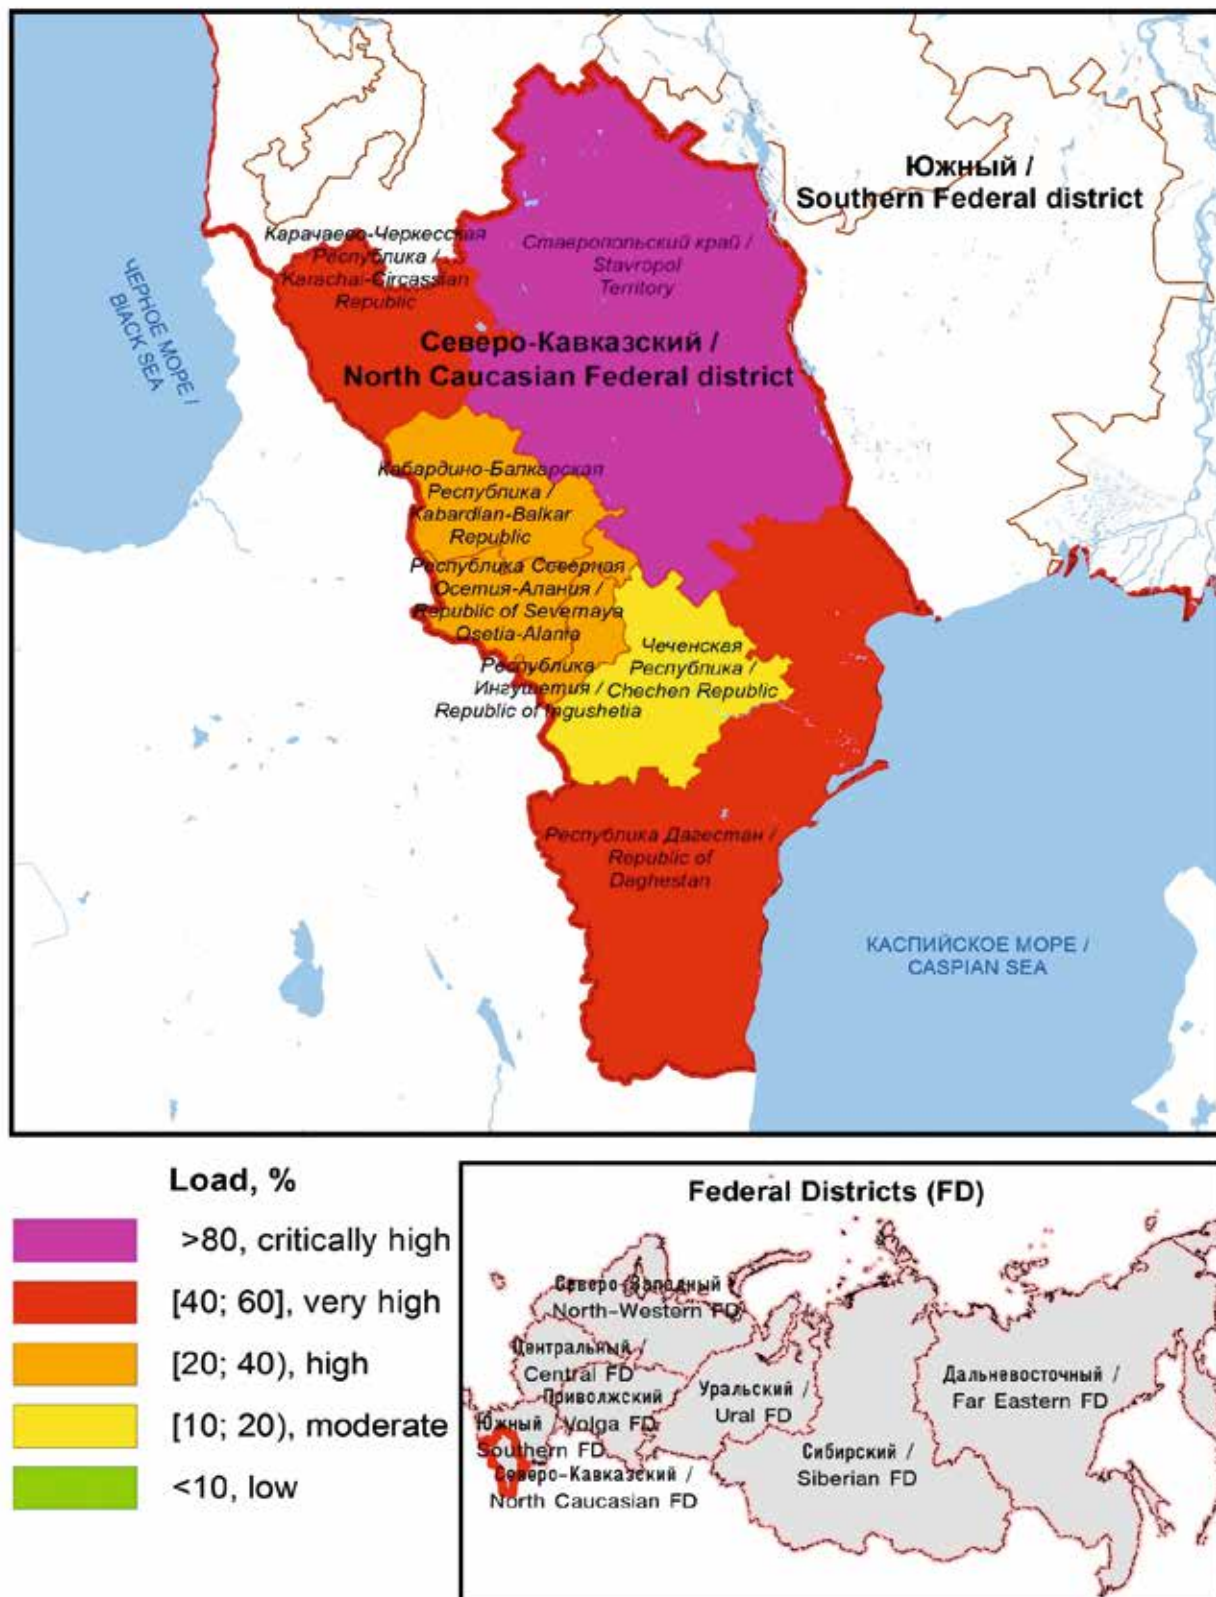 Южный /
Southern Federal district
Карачаево-Черкесская
Республика /
Karachai-Circassian
Republic
Ставропольский край /
Stavropol
Territory
ЧЕРНОЕ МОРЕ /
BlACK SEA
Северо-Кавказский /
North Caucasian Federal district
Кабардино-Балкарская
Республика /
Kabardian-Balkar
Republic
Республика Северная
Осетия-Алания /
Republic of Severnaya
Osetia-Alania
Чеченская
Республика /
Chechen Republic
Республика
Ингушетия /
Republic of Ingushetia
Республика Дагестан /
Republic of
Daghestan
КАСПИЙСКОЕ МОРЕ /
CASPIAN SEA
Load, %
>80, critically high
[40; 60], very high
[20; 40), high
[10; 20), moderate
<10, low
Federal Districts (FD)
Северо-Западный /
North-Western FD
Центральный /
Central FD
Приволжский /
Volga FD
Уральский /
Ural FD
Дальневосточный /
Far Eastern FD
Южный /
Southern FD
Сибирский /
Siberian FD
Северо-Кавказский /
North Caucasian FD